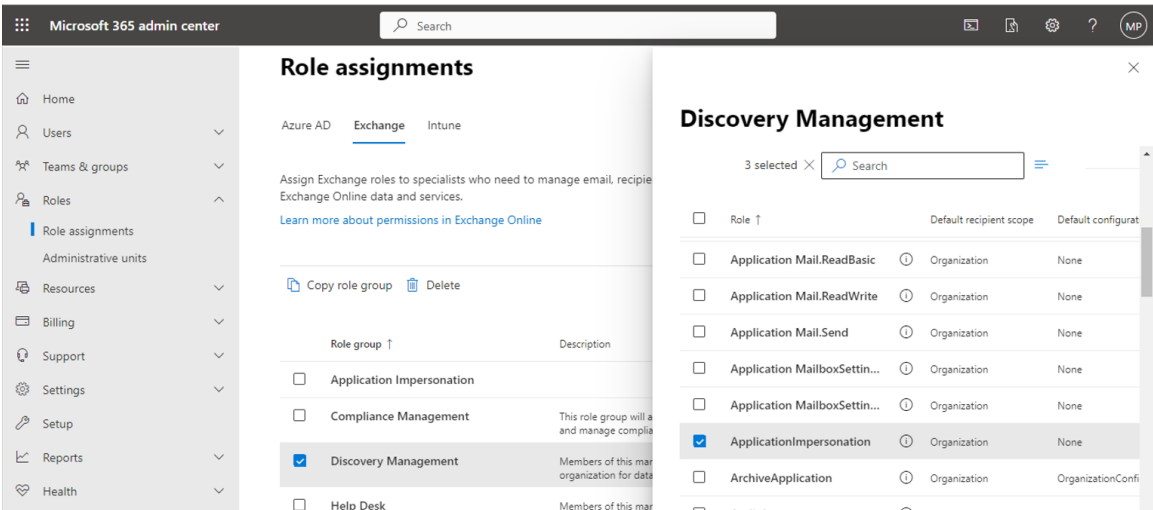 Microsoft 365 admin center
Search
MP
Home
Users
Teams & groups
Roles
Role assignments
Administrative units
Resources
Billing
Support
Settings
Setup
Reports
Health
Role assignments
Azure AD Exchange Intune
Assign Exchange roles to specialists who need to manage email, recipie
Exchange Online data and services.
Learn more about permissions in Exchange Online
Copy role group Delete
Role group ↑ Description
Application Impersonation
Compliance Management This role group will a
and manage complia
Discovery Management Members of this mar
organization for data
Help Desk Members of this mar
Discovery Management
3 selected Search
Role ↑ Default recipient scope Default configurat
Application Mail.ReadBasic Organization None
Application Mail.ReadWrite Organization None
Application Mail.Send Organization None
Application MailboxSettin... Organization None
Application MailboxSettin... Organization None
ApplicationImpersonation Organization None
ArchiveApplication Organization OrganizationConfi